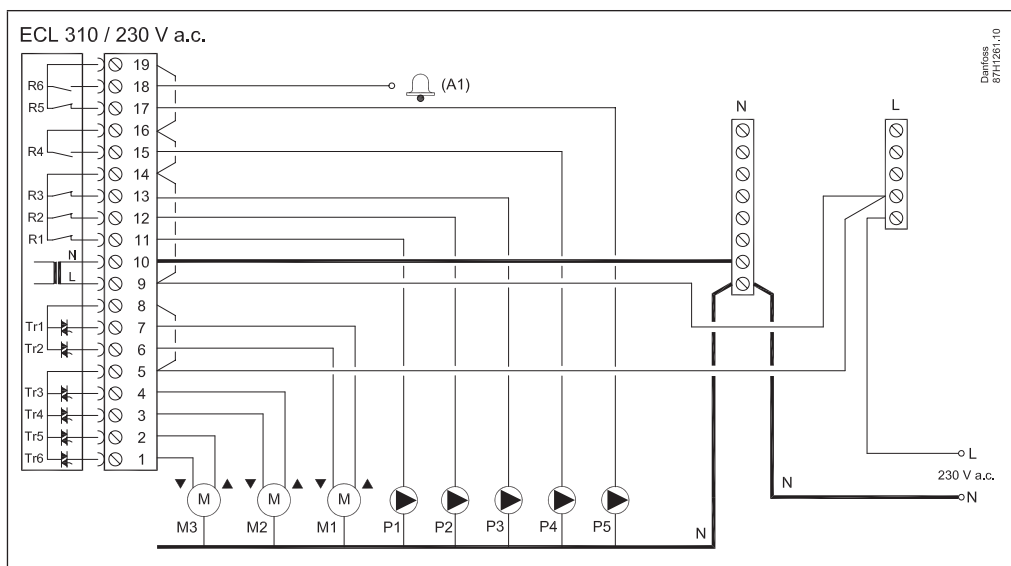 ECL 310 / 230 V a.c.
Danfoss
87H1261.10
19
R6 18 (A1)
R5 17
16
R4 15
14
R3 13
R2 12
R1 11
N 10
L 9
8
Tr1 7
Tr2 6
5
Tr3 4
Tr4 3
Tr5 2
Tr6 1
N
L
L
230 V a.c.
N
N
M M M
M3 M2 M1 P1 P2 P3 P4 P5
N